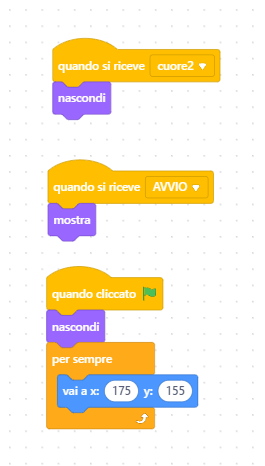 quando si riceve cuore2
nascondi
quando si riceve AVVIO
mostra
quando cliccato
nascondi
per sempre
vai a x: 175 y: 155